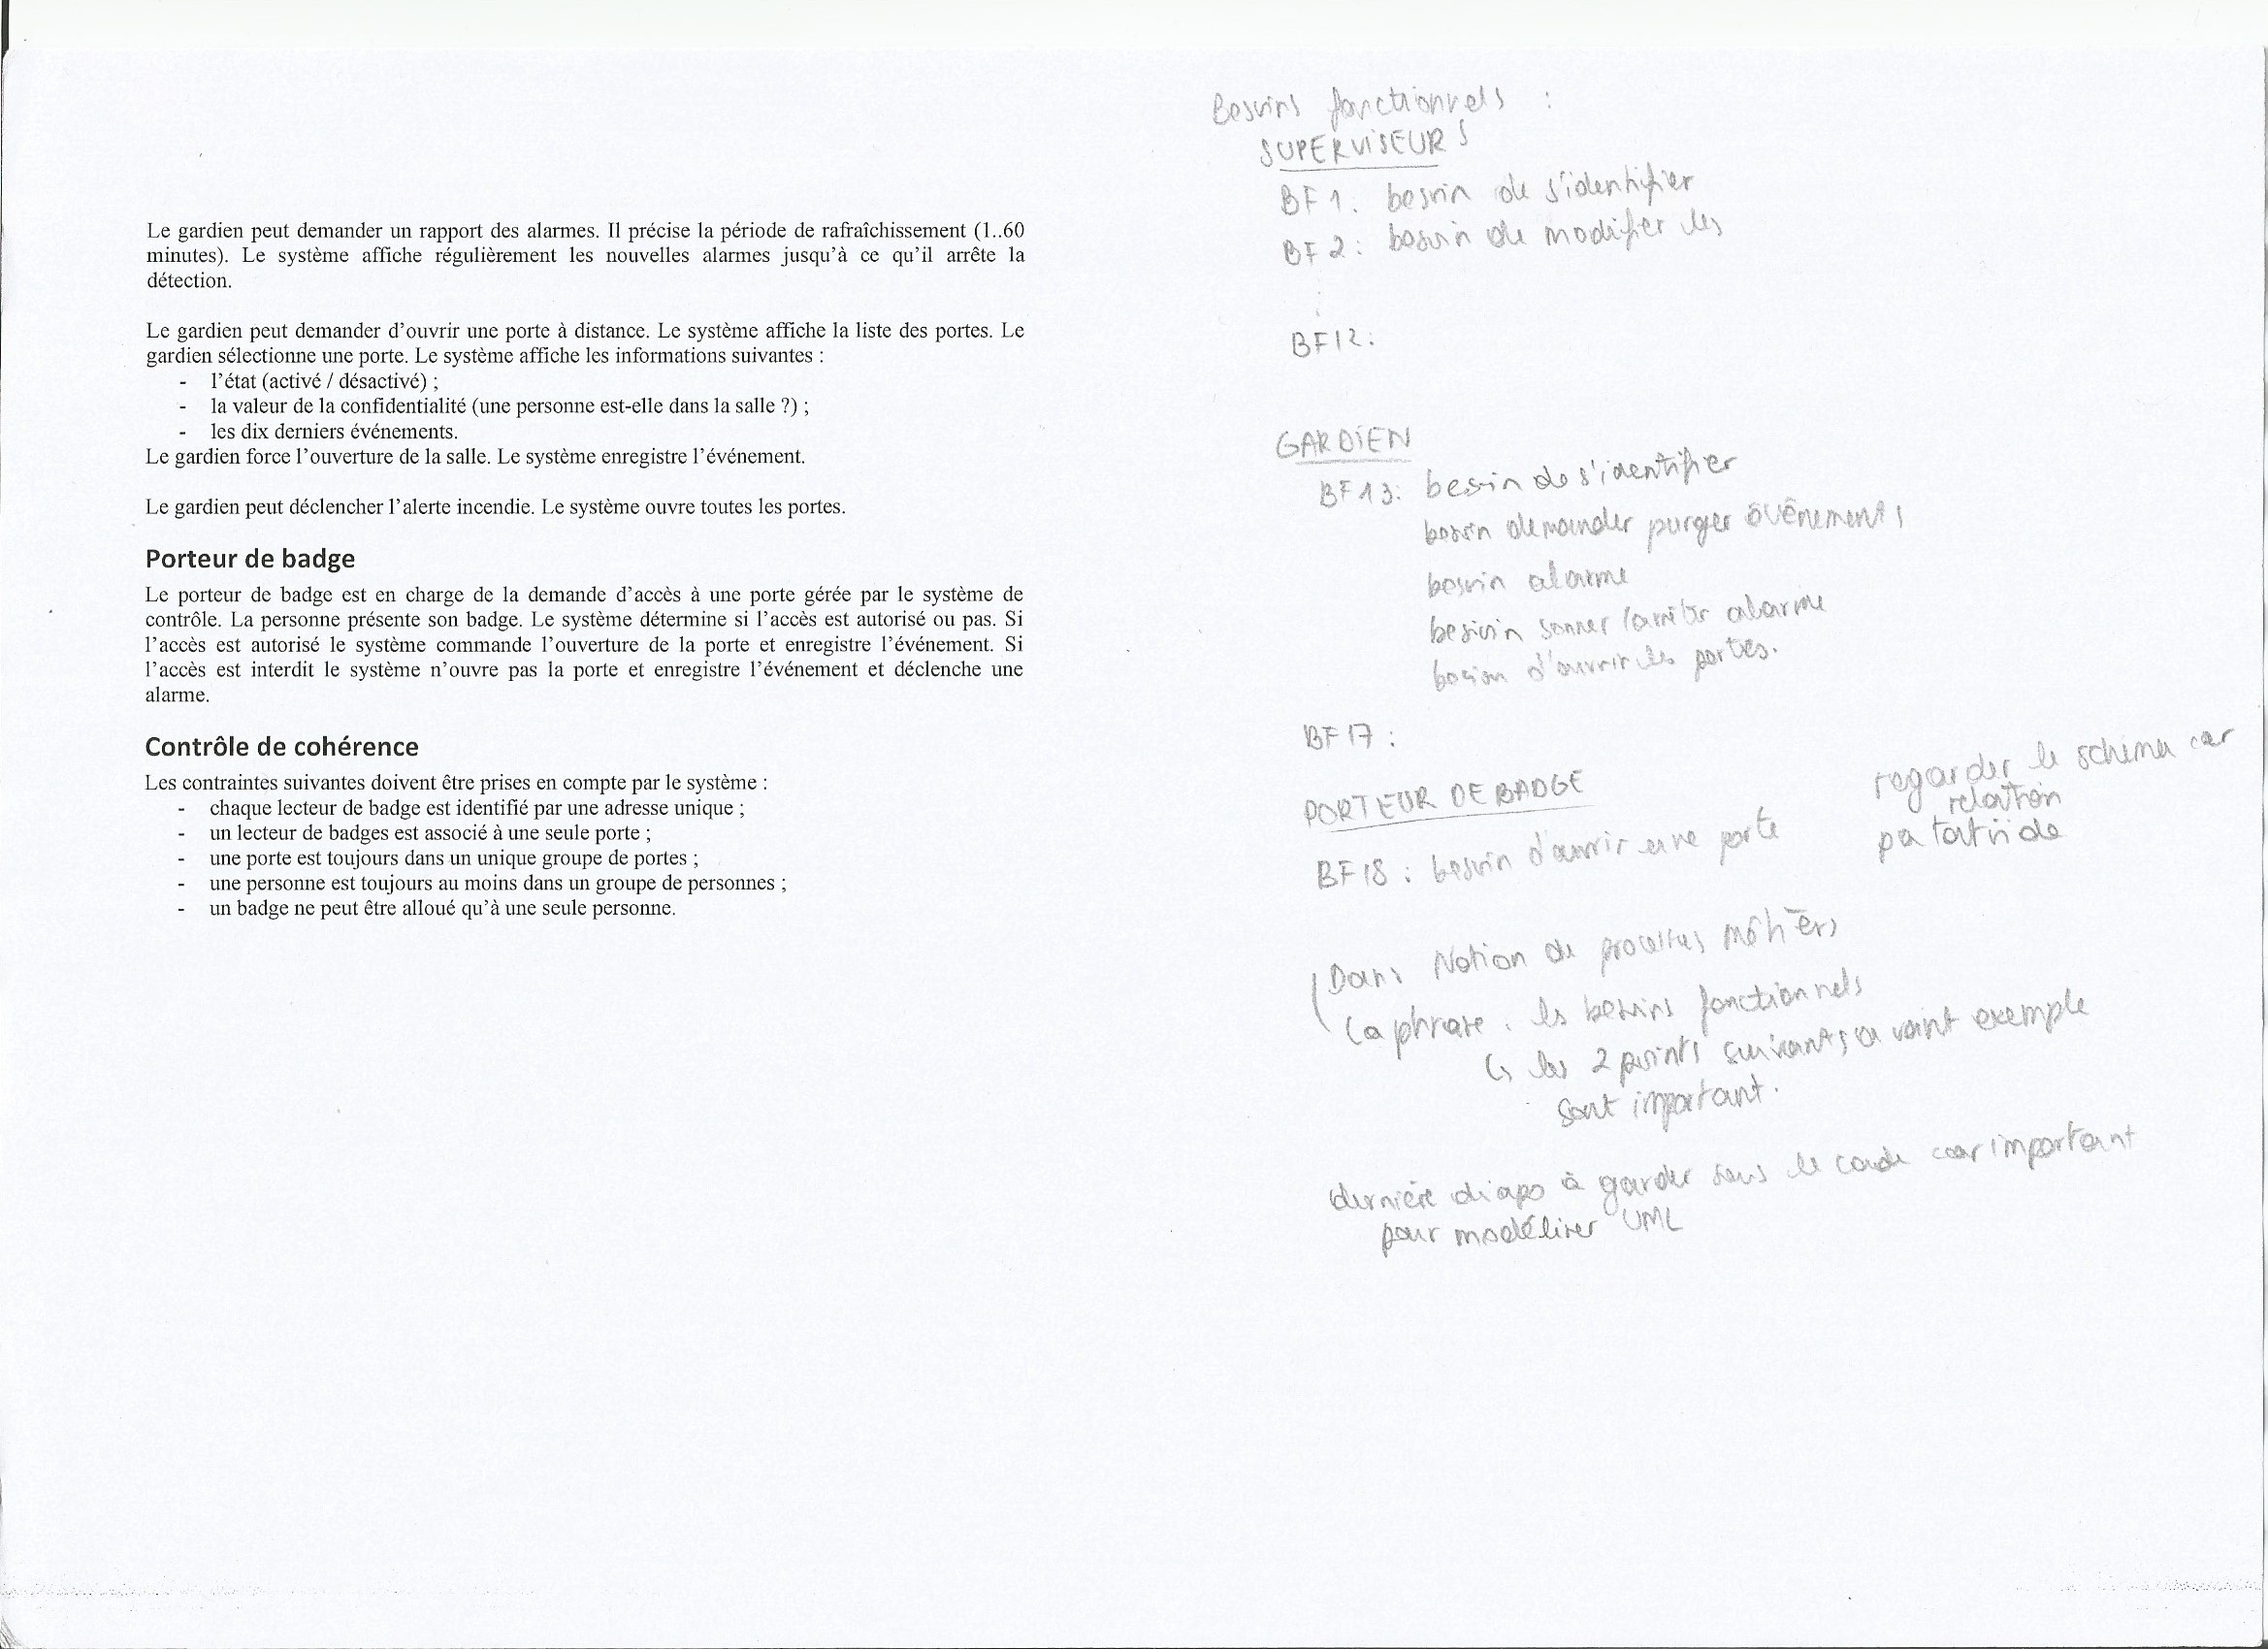 Le gardien peut demander un rapport des alarmes. Il précise la période de rafraîchissement (1..60
minutes). Le système affiche régulièrement les nouvelles alarmes jusqu'à ce qu'il arrête la
détection.
Le gardien peut demander d'ouvrir une porte à distance. Le système affiche la liste des portes. Le
gardien sélectionne une porte. Le système affiche les informations suivantes :
- l'état (activé / désactivé) ;
- la valeur de la confidentialité (une personne est-elle dans la salle ?) ;
- les dix derniers événements.
Le gardien force l'ouverture de la salle. Le système enregistre l'événement.
Le gardien peut déclencher l'alerte incendie. Le système ouvre toutes les portes.
Porteur de badge
Le porteur de badge est en charge de la demande d'accès à une porte gérée par le système de
contrôle. La personne présente son badge. Le système détermine si l'accès est autorisé ou pas. Si
l'accès est autorisé le système commande l'ouverture de la porte et enregistre l'événement. Si
l'accès est interdit le système n'ouvre pas la porte et enregistre l'événement et déclenche une
alarme.
Contrôle de cohérence
Les contraintes suivantes doivent être prises en compte par le système :
- chaque lecteur de badge est identifié par une adresse unique ;
- un lecteur de badges est associé à une seule porte ;
- une porte est toujours dans un unique groupe de portes ;
- une personne est toujours au moins dans un groupe de personnes ;
- un badge ne peut être alloué qu'à une seule personne.
Besoins fonctionnels :
SUPERVISEURS
BF1. besoin de s'identifier
BF2 : besoin de modifier les
BF12:
GARDIEN
BF13: besoin de s'identifier
besoin demander purger évênements
besoin alarme
besoin sonner / arrêter alarme
besoin d'ouvrir les portes.
BF17 :
PORTEUR DE BADGE
BF18 : besoin d'ouvrir une porte
regarder le schéma car
relation
Dans Notion de processus métiers
la phrase : les besoins fonctionnels
↳ les 2 points suivants exemple
sont important.
dernière diapo à garder sous le coude car important
pour modéliser UML